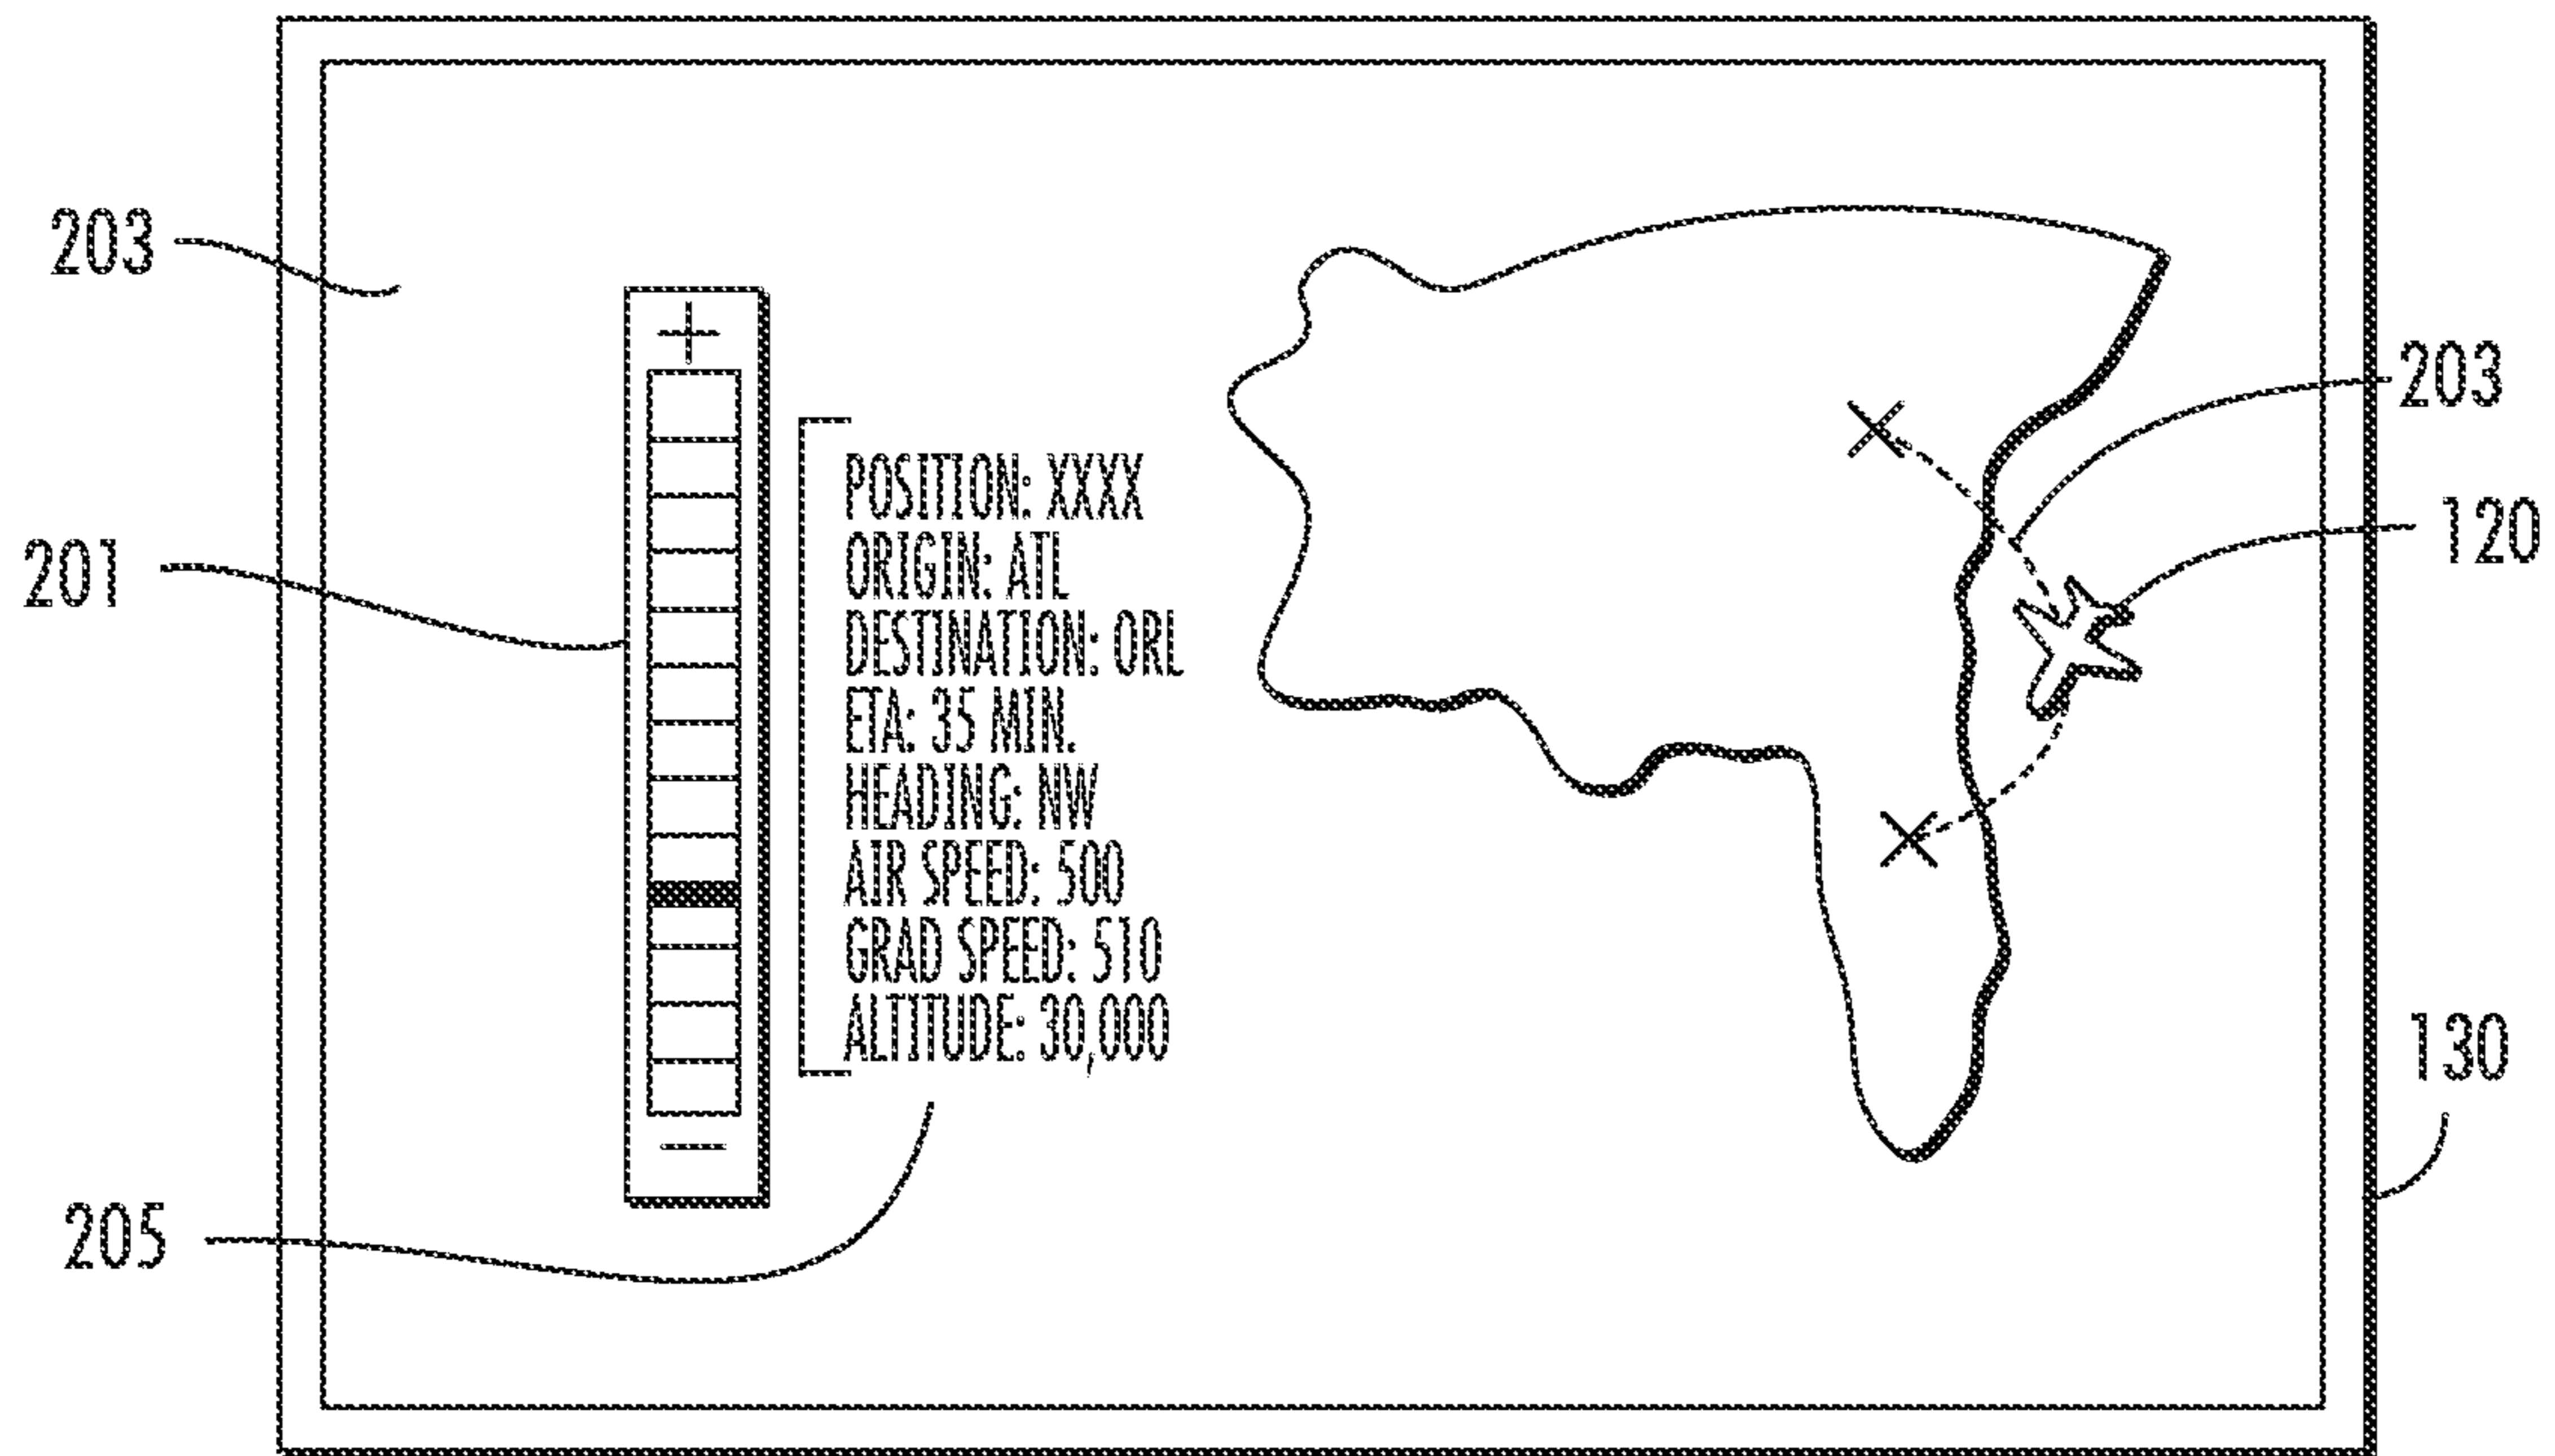 203
+
POSITION: XXXX
ORIGIN: ATL
DESTINATION: ORL
ETA: 35 MIN.
HEADING: NW
AIR SPEED: 500
GRAD SPEED: 510
ALTITUDE: 30,000
—
201
205
203
120
130